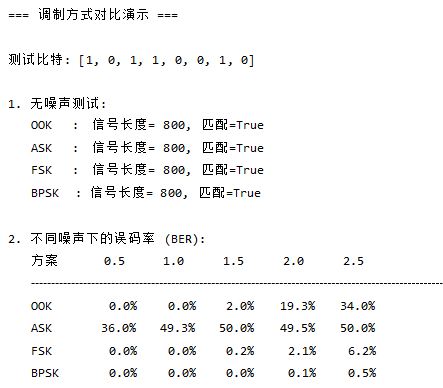 === 调制方式对比演示 ===
测试比特: [1, 0, 1, 1, 0, 0, 1, 0]
1. 无噪声测试:
OOK : 信号长度= 800, 匹配=True
ASK : 信号长度= 800, 匹配=True
FSK : 信号长度= 800, 匹配=True
BPSK : 信号长度= 800, 匹配=True
2. 不同噪声下的误码率 (BER):
方案 0.5 1.0 1.5 2.0 2.5
--------------------------------------------------------------------------------
OOK 0.0% 0.0% 2.0% 19.3% 34.0%
ASK 36.0% 49.3% 50.0% 49.5% 50.0%
FSK 0.0% 0.0% 0.2% 2.1% 6.2%
BPSK 0.0% 0.0% 0.0% 0.1% 0.5%